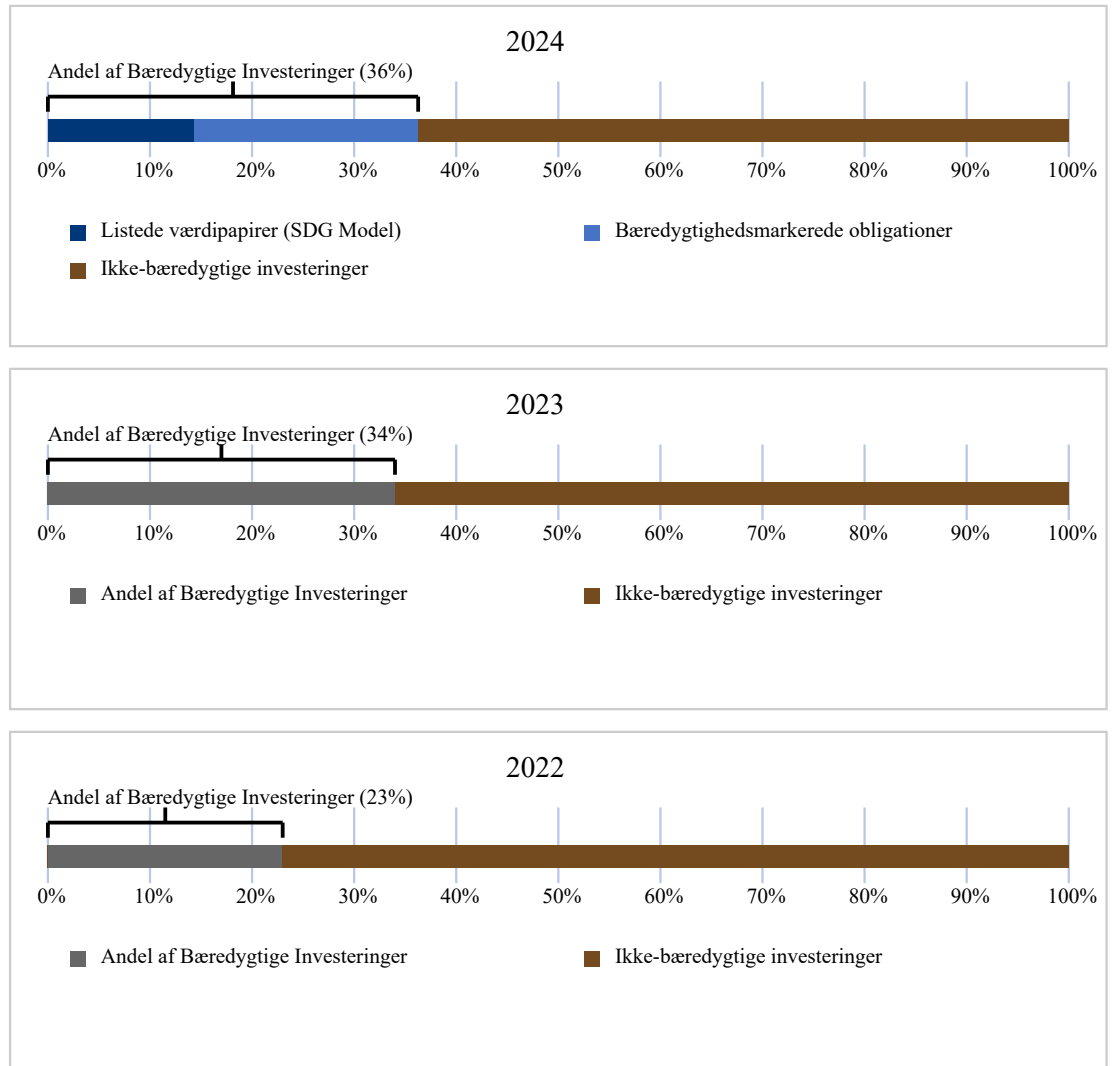 2024
Andel af Bæredygtige Investeringer (36%)
0% 10% 20% 30% 40% 50% 60% 70% 80% 90% 100%
Listede værdipapirer (SDG Model) Bæredygtighedsmarkerede obligationer
Ikke-bæredygtige investeringer
2023
Andel af Bæredygtige Investeringer (34%)
0% 10% 20% 30% 40% 50% 60% 70% 80% 90% 100%
Andel af Bæredygtige Investeringer Ikke-bæredygtige investeringer
2022
Andel af Bæredygtige Investeringer (23%)
0% 10% 20% 30% 40% 50% 60% 70% 80% 90% 100%
Andel af Bæredygtige Investeringer Ikke-bæredygtige investeringer